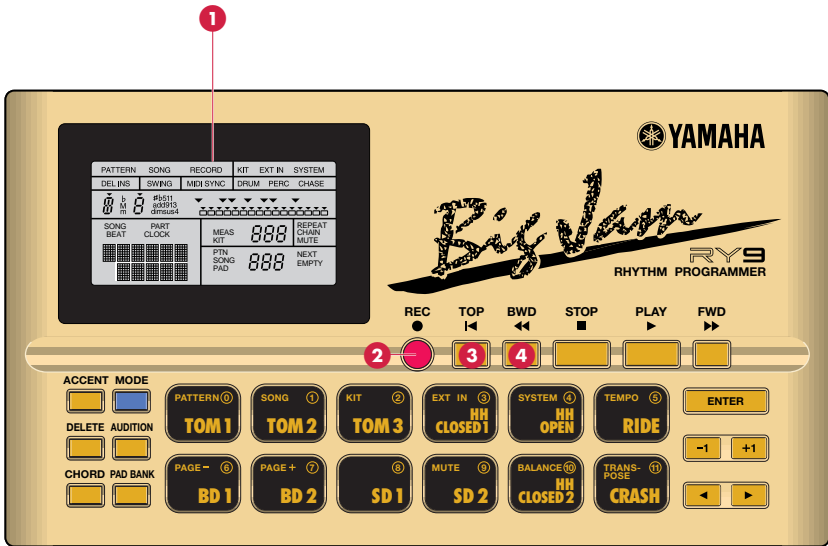 1
YAMAHA
PATTERN SONG RECORD KIT EXT IN SYSTEM
DEL INS SWING MIDI SYNC DRUM PERC CHASE
8 b M m 8 #b511
add913
dimsus4
SONG PART
BEAT CLOCK
MEAS
KIT 888 REPEAT
CHAIN
MUTE
PTN
SONG
PAD 888 NEXT
EMPTY
Big Jam
RY9
RHYTHM PROGRAMMER
REC TOP BWD STOP PLAY FWD
2 3 4
ACCENT MODE
DELETE AUDITION
CHORD PAD BANK
PATTERN 0
TOM 1
SONG 1
TOM 2
KIT 2
TOM 3
EXT IN 3
HH
CLOSED 1
SYSTEM 4
HH
OPEN
TEMPO 5
RIDE
PAGE - 6
BD 1
PAGE + 7
BD 2
8
SD 1
MUTE 9
SD 2
BALANCE 10
HH
CLOSED 2
TRANS-
POSE 11
CRASH
ENTER
-1 +1